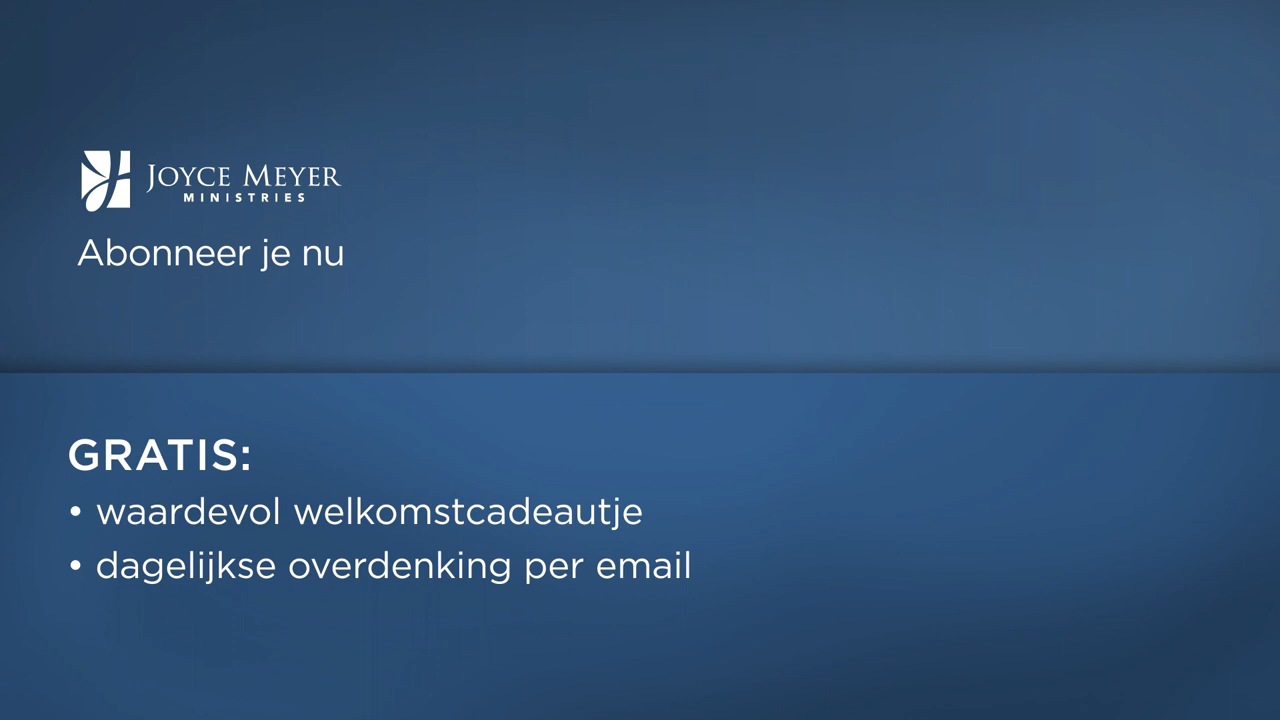 JOYCE MEYER
MINISTRIES
Abonneer je nu
GRATIS:
• waardevol welkomstcadeautje
• dagelijkse overdenking per email